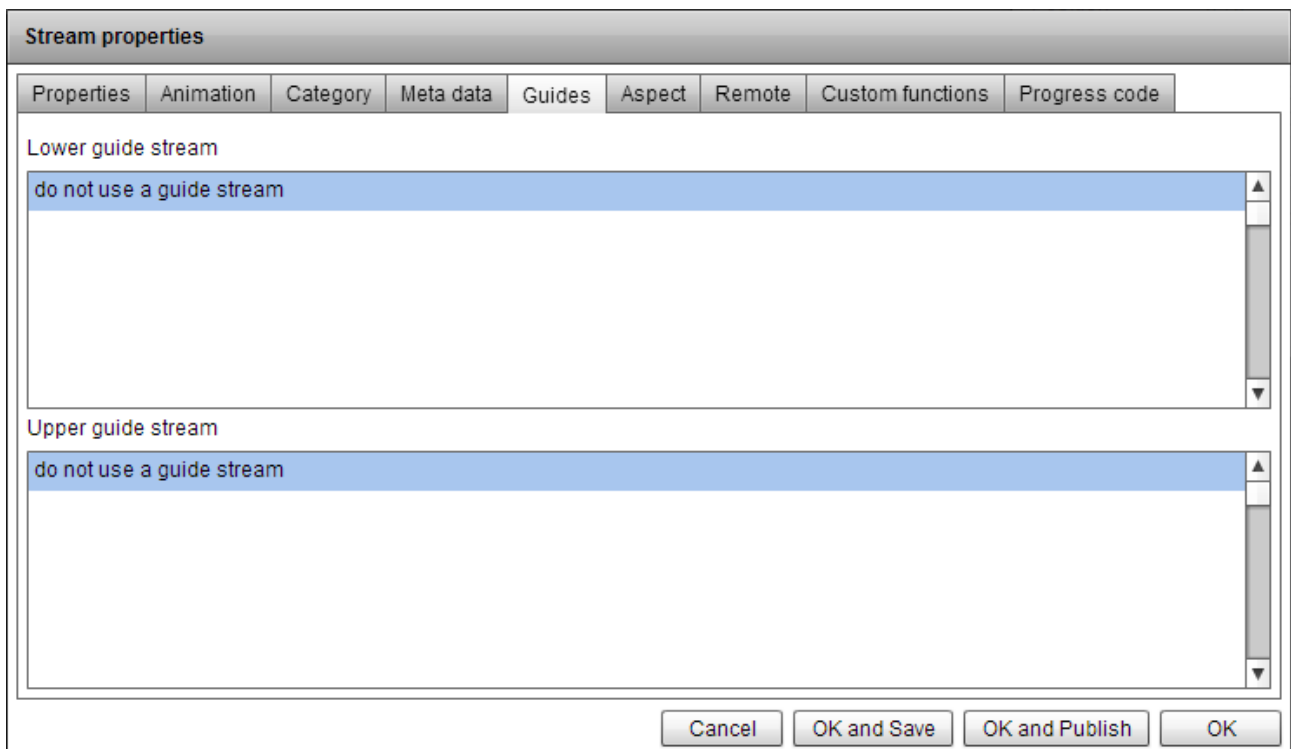 Stream properties
Properties Animation Category Meta data Guides Aspect Remote Custom functions Progress code
Lower guide stream
do not use a guide stream
Upper guide stream
do not use a guide stream
Cancel OK and Save OK and Publish OK